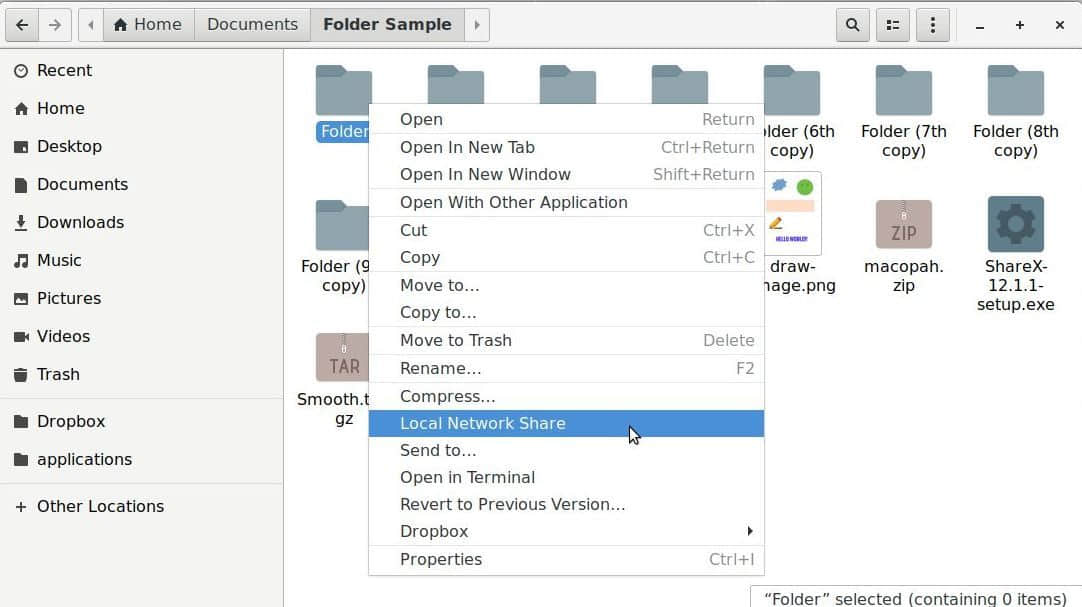 Home Documents Folder Sample
Recent
Home
Desktop
Documents
Downloads
Music
Pictures
Videos
Trash
Dropbox
applications
Other Locations
Folder
lder (6th
copy)
Folder (7th
copy)
Folder (8th
copy)
Folder (9
copy)
HELLO WORLD!
draw-
nage.png
ZIP
macopah.
zip
ShareX-
12.1.1-
setup.exe
TAR
Smooth.t
gz
Open Return
Open In New Tab Ctrl+Return
Open In New Window Shift+Return
Open With Other Application
Cut Ctrl+X
Copy Ctrl+C
Move to…
Copy to…
Move to Trash Delete
Rename… F2
Compress…
Local Network Share
Send to…
Open in Terminal
Revert to Previous Version…
Dropbox
Properties Ctrl+I
“Folder” selected (containing 0 items)